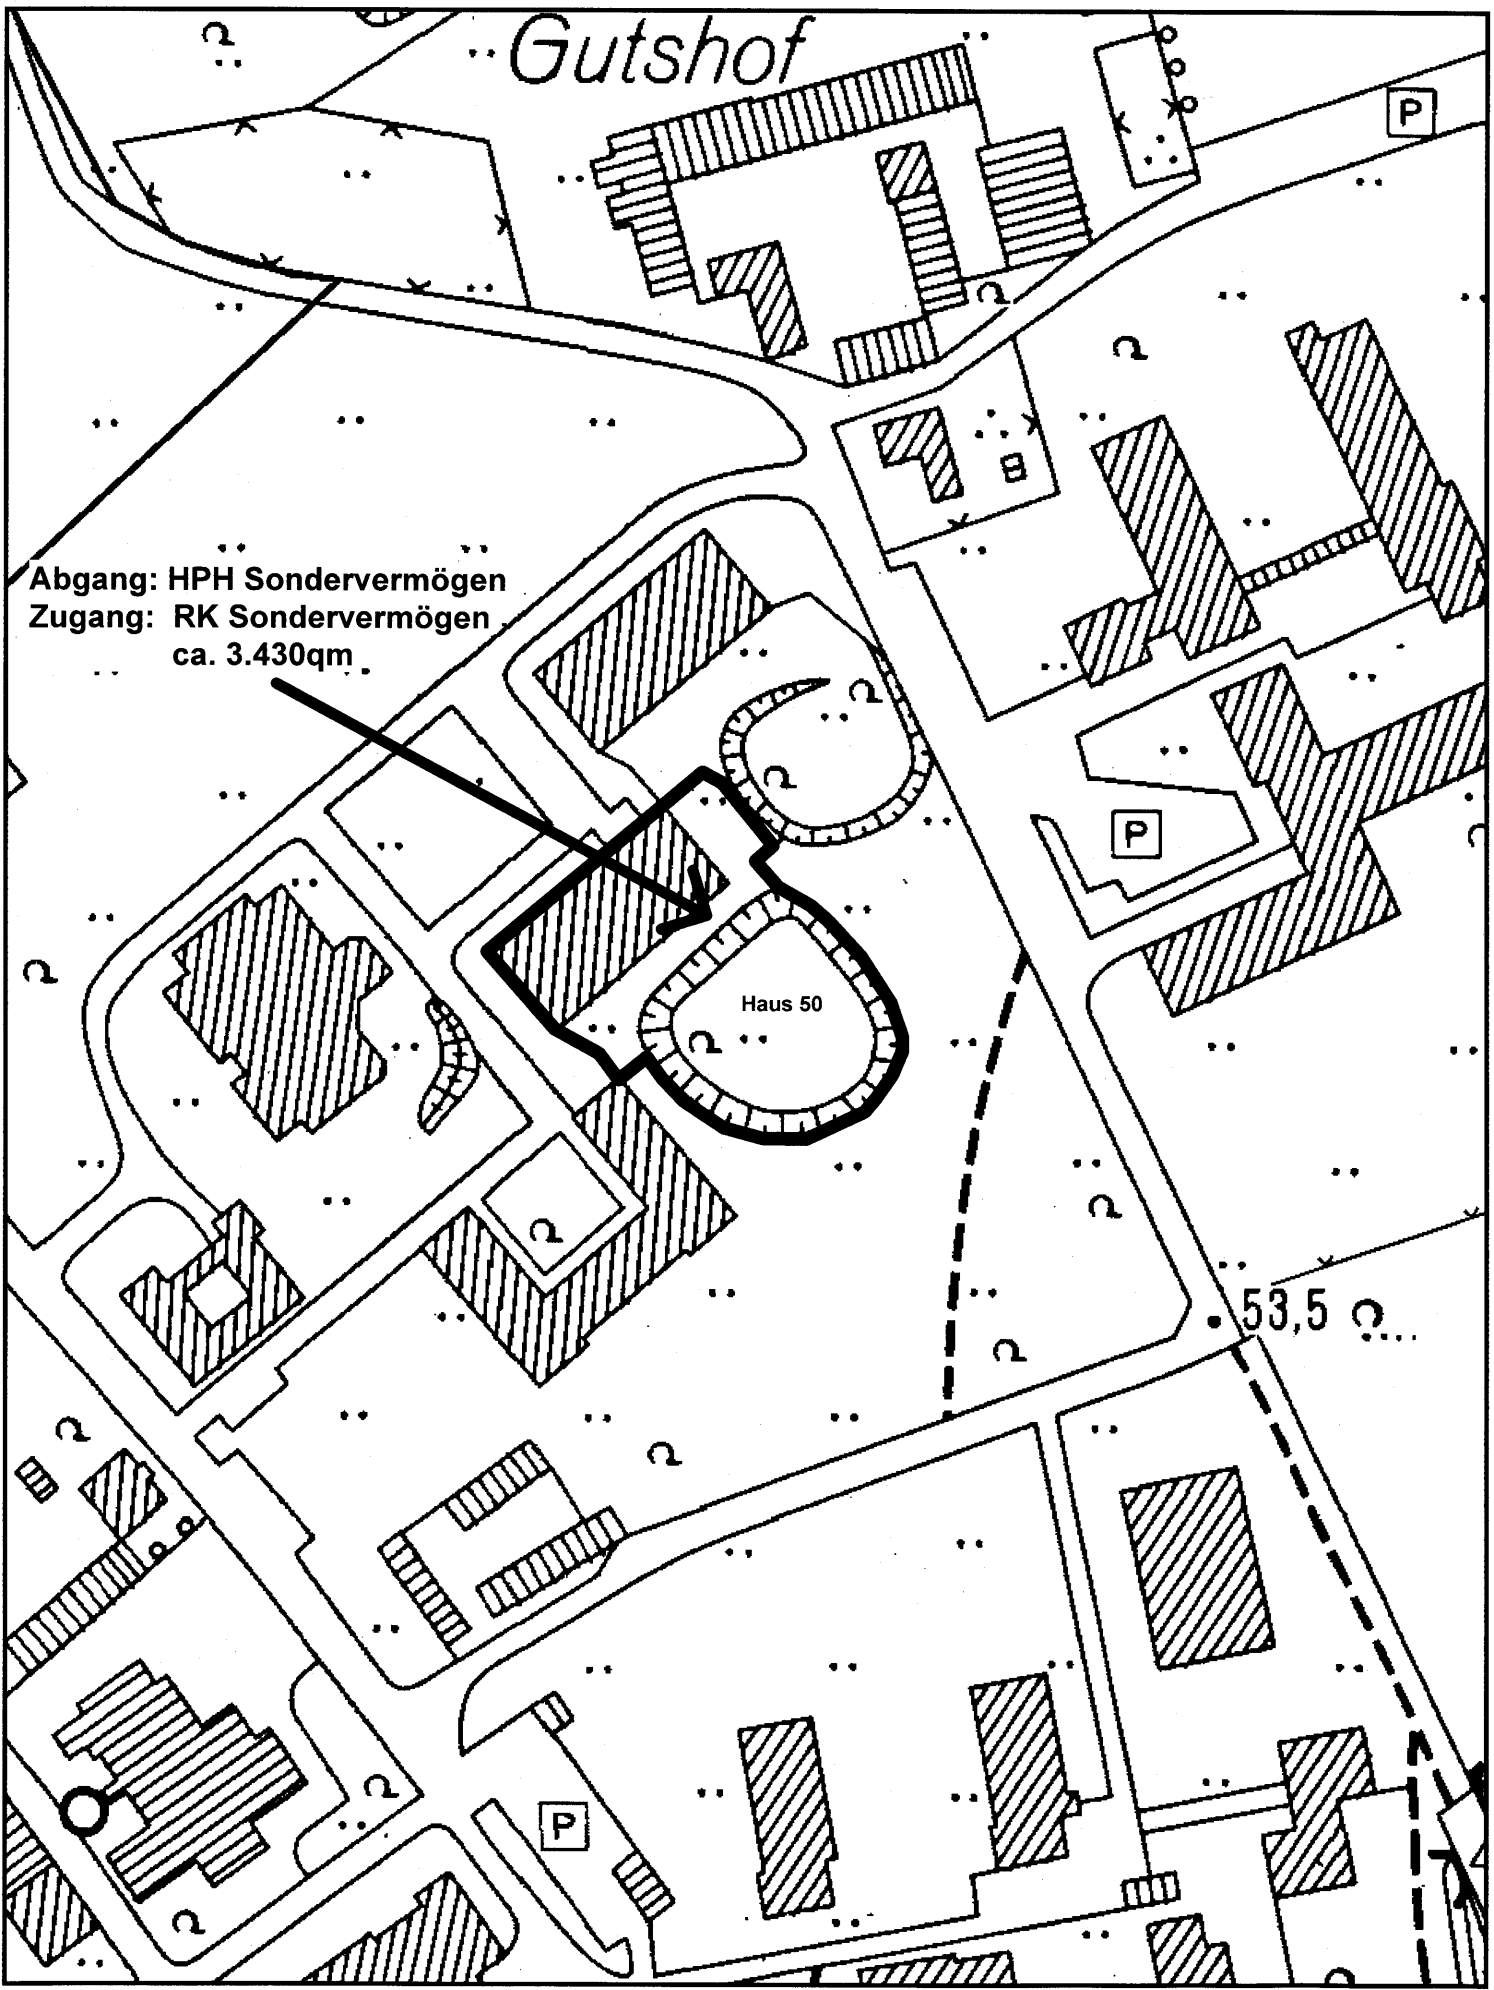 Gutshof
P
Abgang: HPH Sondervermögen
Zugang: RK Sondervermögen
ca. 3.430qm
P
Haus 50
53,5
P